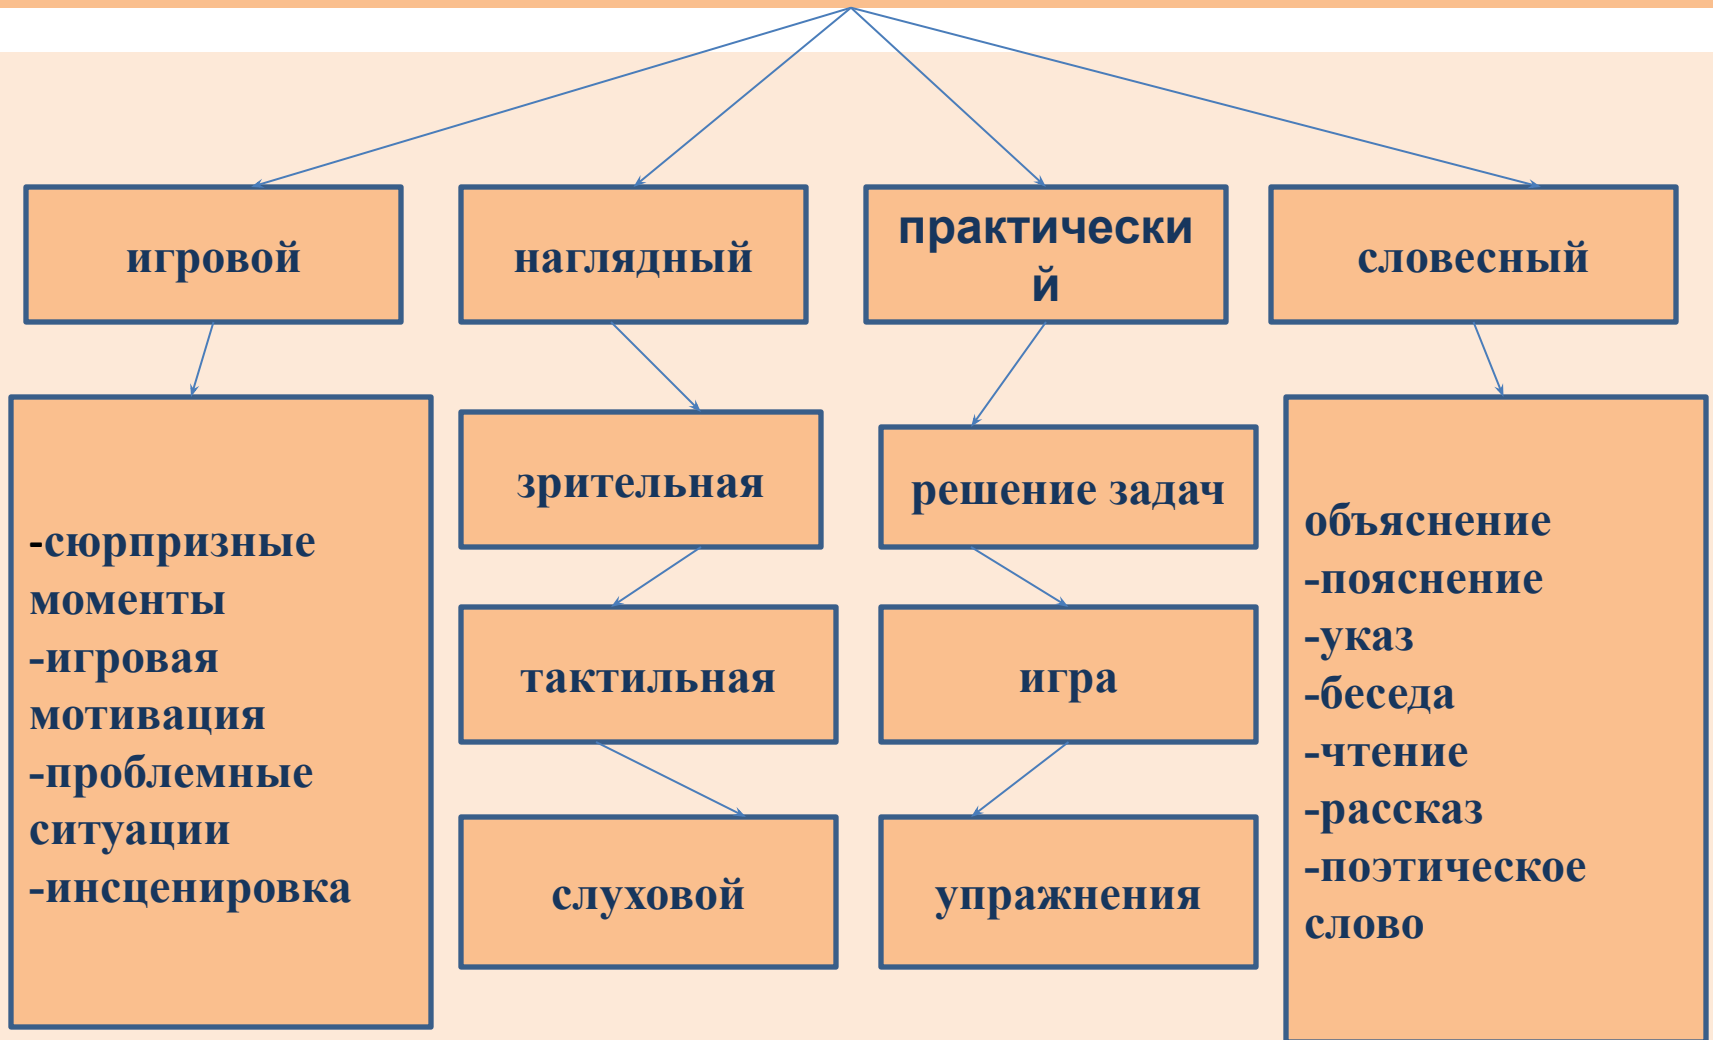 игровой
наглядный
практически
й
словесный
-сюрпризные
моменты
-игровая
мотивация
-проблемные
ситуации
-инсценировка
зрительная
тактильная
слуховой
решение задач
игра
упражнения
объяснение
-пояснение
-указ
-беседа
-чтение
-рассказ
-поэтическое
слово